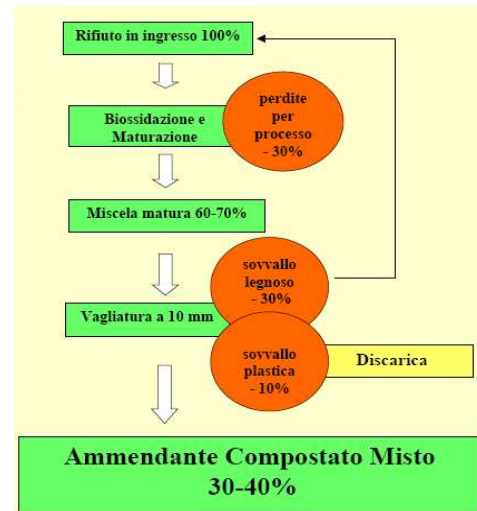 Rifiuto in ingresso 100%
Biossidazione e
Maturazione
perdite
per
processo
- 30%
Miscela matura 60-70%
sovvallo
legnoso
- 30%
Vagliatura a 10 mm
sovvallo
plastica
- 10%
Discarica
Ammendante Compostato Misto
30-40%